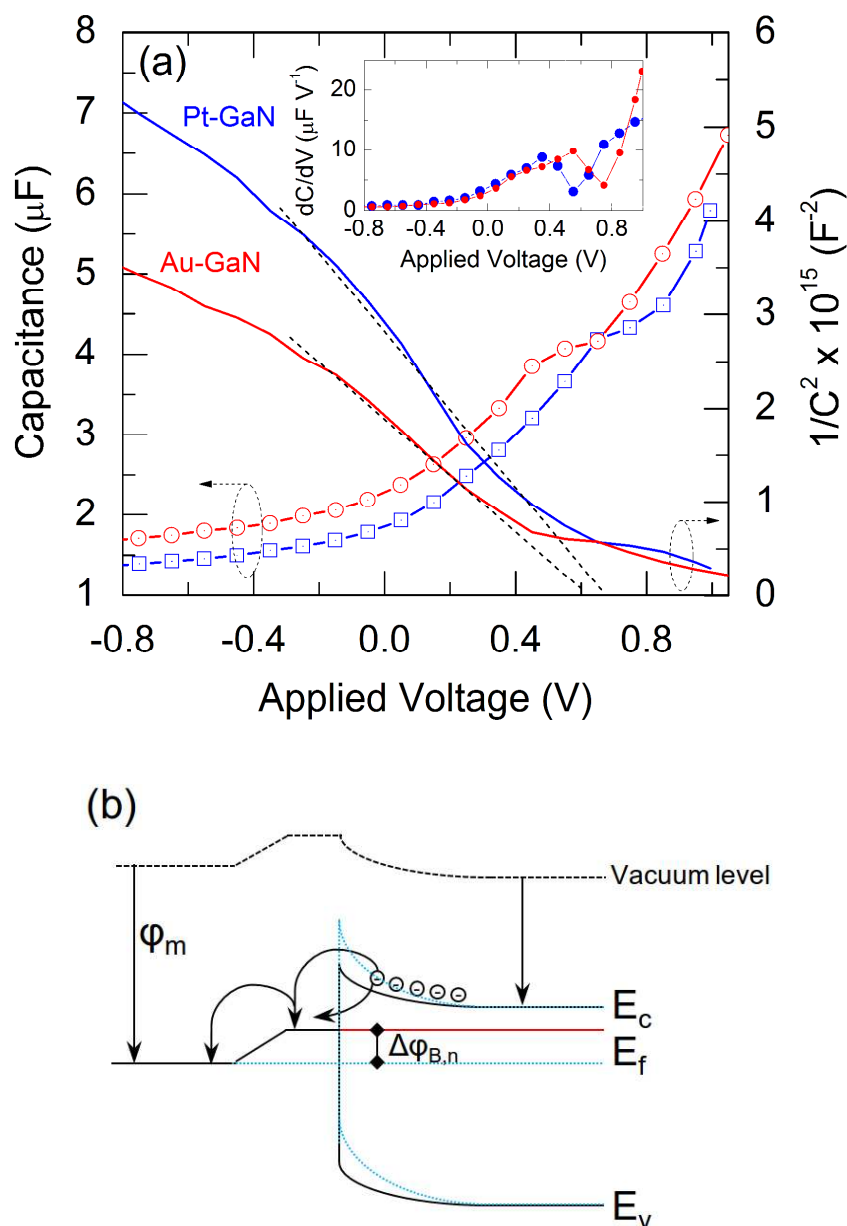 (a)
Pt-GaN
Au-GaN
8
7
6
5
4
3
2
1
Capacitance (μF)
-0.8
-0.4
0.0
0.4
0.8
Applied Voltage (V)
6
5
4
3
2
1
0
1/C² x 10¹⁵ (F⁻²)
20
10
0
dC/dV (μF V⁻¹)
-0.8
-0.4
0.0
0.4
0.8
Applied Voltage (V)
(b)
Vacuum level
φm
Ec
ΔφB,n
Ef
Ev